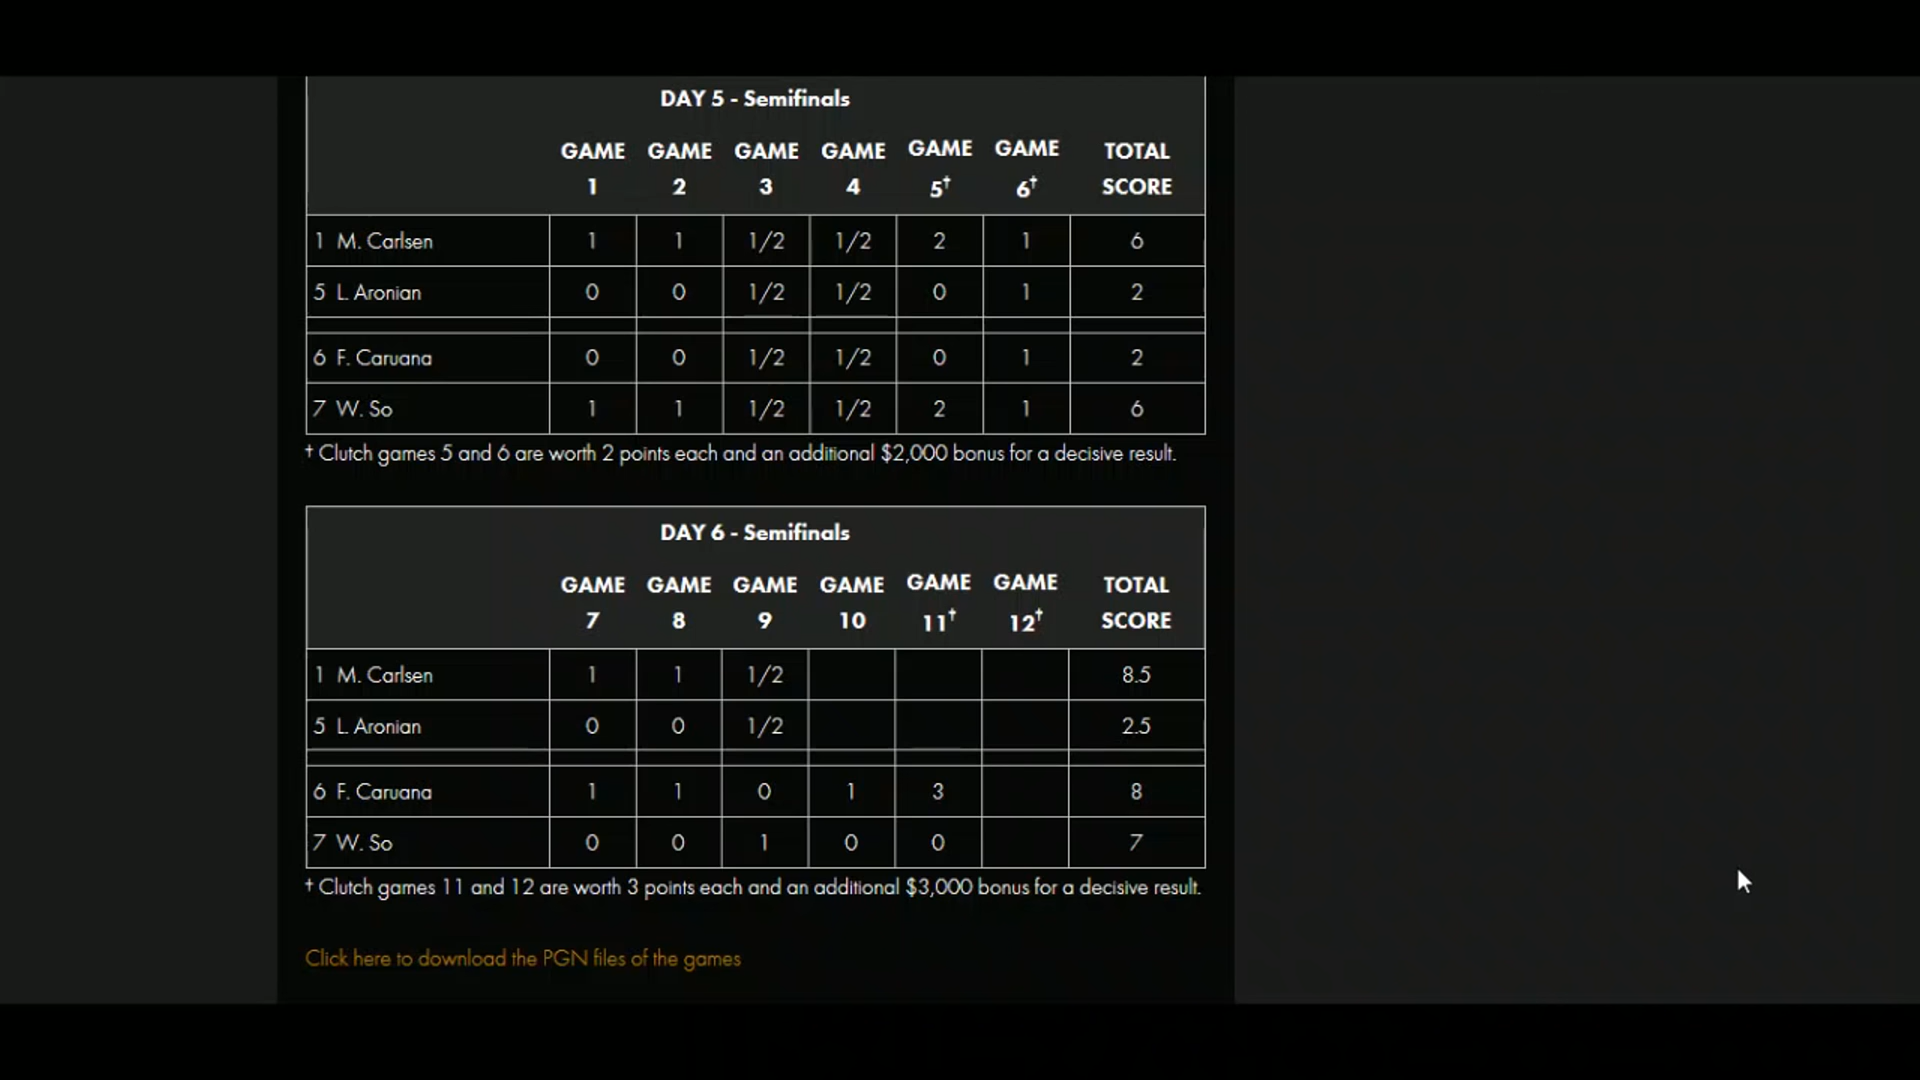 DAY 5 - Semifinals
GAME 1 GAME 2 GAME 3 GAME 4 GAME 5† GAME 6† TOTAL SCORE
1 M. Carlsen 1 1 1/2 1/2 2 1 6
5 L. Aronian 0 0 1/2 1/2 0 1 2
6 F. Caruana 0 0 1/2 1/2 0 1 2
7 W. So 1 1 1/2 1/2 2 1 6
† Clutch games 5 and 6 are worth 2 points each and an additional $2,000 bonus for a decisive result.
DAY 6 - Semifinals
GAME 7 GAME 8 GAME 9 GAME 10 GAME 11† GAME 12† TOTAL SCORE
1 M. Carlsen 1 1 1/2 8.5
5 L. Aronian 0 0 1/2 2.5
6 F. Caruana 1 1 0 1 3 8
7 W. So 0 0 1 0 0 7
† Clutch games 11 and 12 are worth 3 points each and an additional $3,000 bonus for a decisive result.
Click here to download the PGN files of the games